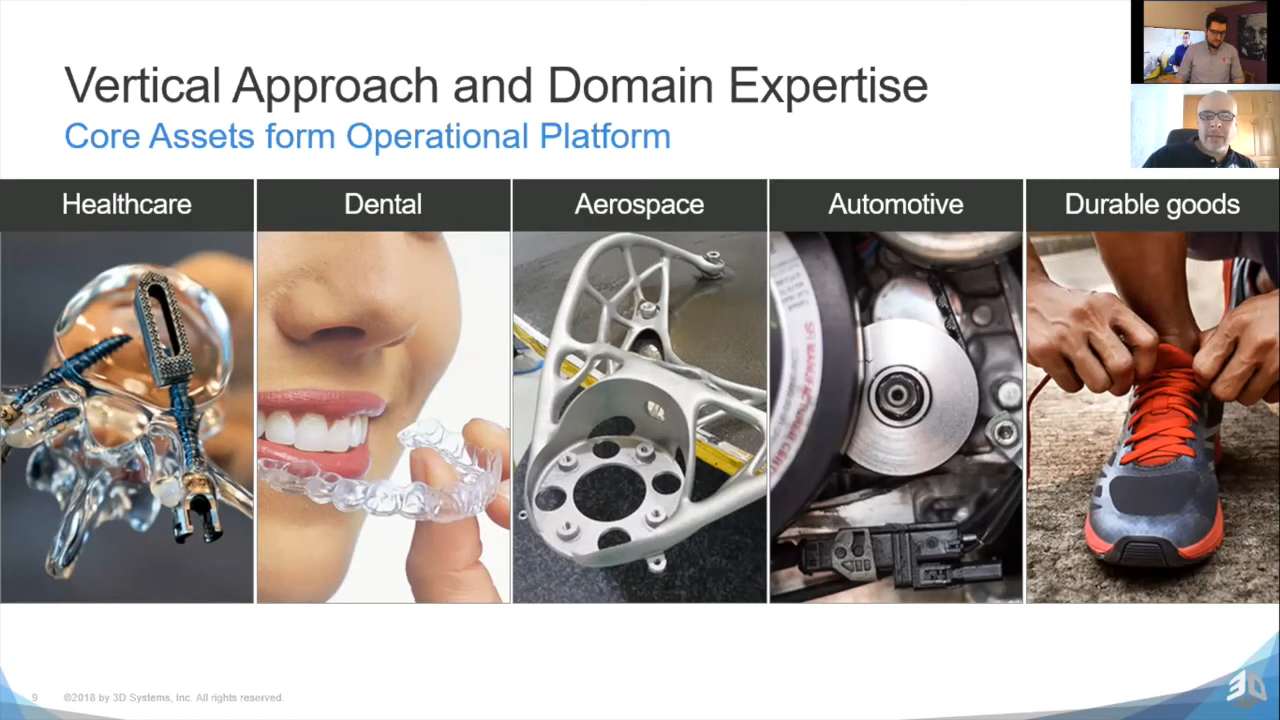 Vertical Approach and Domain Expertise
Core Assets form Operational Platform
Healthcare
Dental
Aerospace
Automotive
Durable goods
9
©2018 by 3D Systems, Inc. All rights reserved.
3D